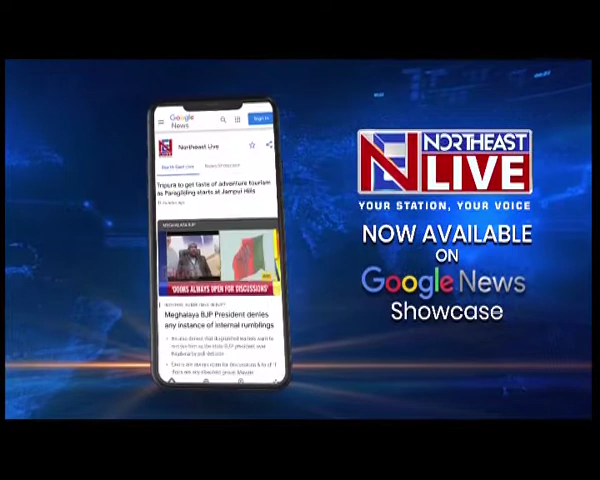 Google
News
Sign in
Northeast Live
Tripura to get taste of adventure tourism
as Paragliding starts at Jampui Hills
MEGHALAYA BJP
'DOORS ALWAYS OPEN FOR DISCUSSIONS'
Meghalaya BJP President denies
any instance of internal rumblings
NE NORTHEAST
LIVE
YOUR STATION, YOUR VOICE
NOW AVAILABLE
ON
Google News
Showcase